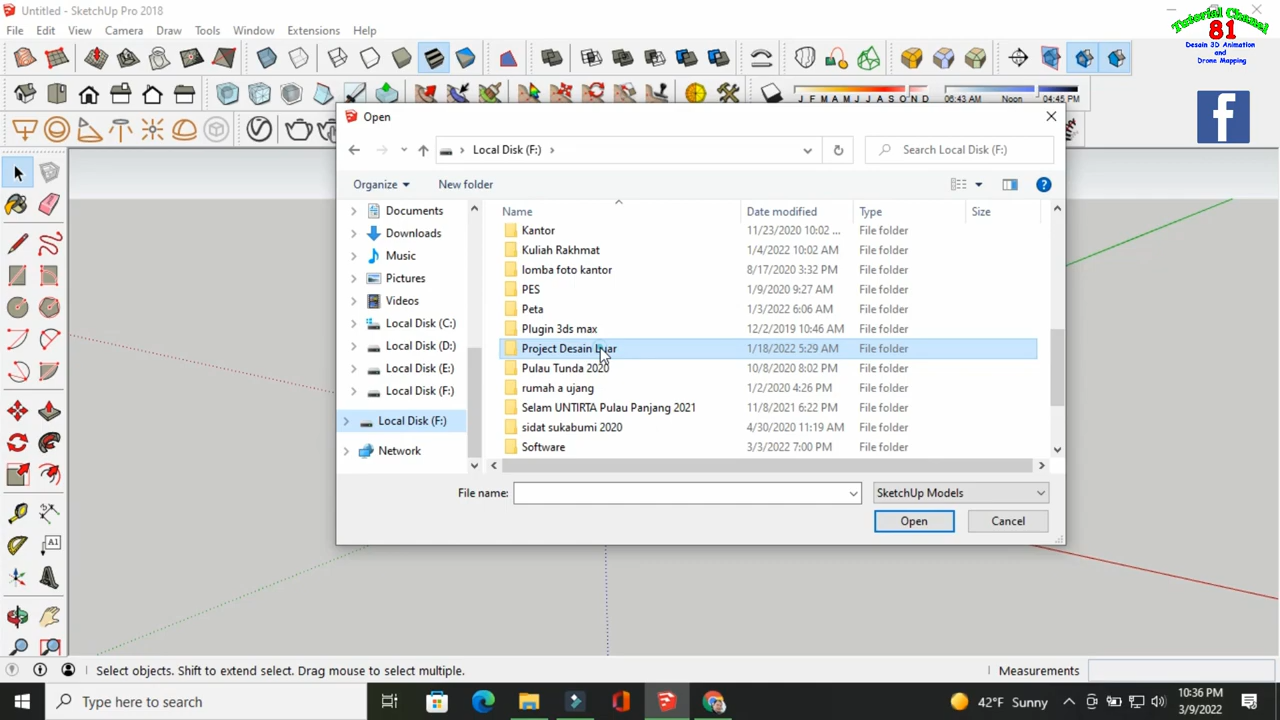 Untitled - SketchUp Pro 2018
Tutorial Chanel
81
Desain 3D Animation
and
Drone Mapping
File Edit View Camera Draw Tools Window Extensions Help
J F M A M J J A S O N D
06:43 AM Noon 04:45 PM
Open
Local Disk (F:)
Search Local Disk (F:)
Organize
New folder
Documents
Downloads
Music
Pictures
Videos
Local Disk (C:)
Local Disk (D:)
Local Disk (E:)
Local Disk (F:)
Local Disk (F:)
Network
Name Date modified Type Size
Kantor 11/23/2020 10:02 ... File folder
Kuliah Rakhmat 1/4/2022 10:02 AM File folder
lomba foto kantor 8/17/2020 3:32 PM File folder
PES 1/9/2020 9:27 AM File folder
Peta 1/3/2022 6:06 AM File folder
Plugin 3ds max 12/2/2019 10:46 AM File folder
Project Desain Luar 1/18/2022 5:29 AM File folder
Pulau Tunda 2020 10/8/2020 8:02 PM File folder
rumah a ujang 1/2/2020 4:26 PM File folder
Selam UNTIRTA Pulau Panjang 2021 11/8/2021 6:22 PM File folder
sidat sukabumi 2020 4/30/2020 11:19 AM File folder
Software 3/3/2022 7:00 PM File folder
File name:
SketchUp Models
Open
Cancel
A1
Select objects. Shift to extend select. Drag mouse to select multiple.
Measurements
Type here to search
42°F Sunny
10:36 PM
3/9/2022